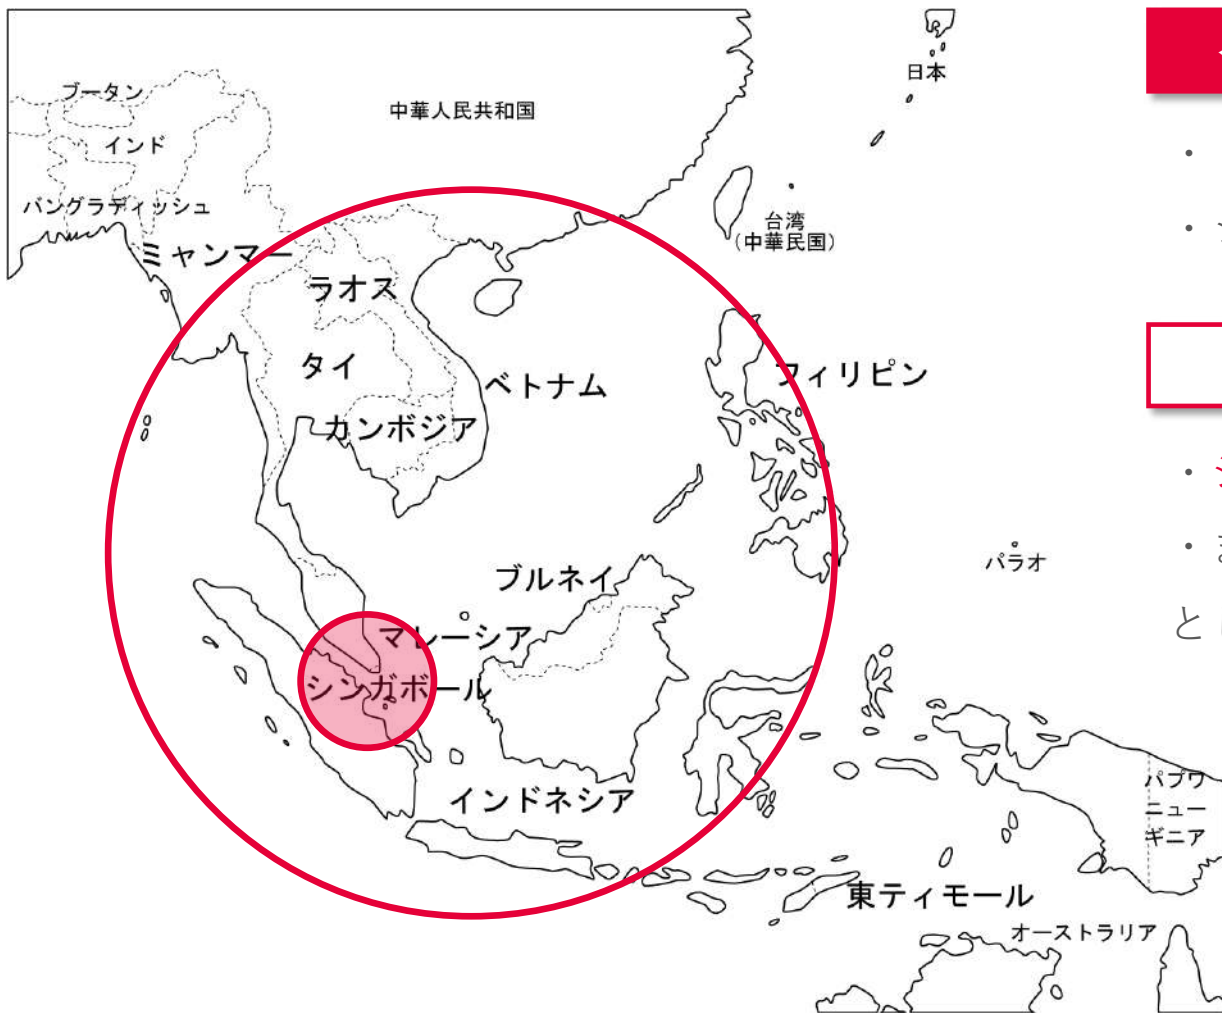 日本
ブータン
中華人民共和国
インド
バングラディッシュ
台湾
(中華民国)
ミャンマー
ラオス
タイ
ベトナム
フィリピン
カンボジア
パラオ
ブルネイ
マレーシア
シンガポール
インドネシア
パプワ
ニュー
ギニア
東ティモール
オーストラリア
と